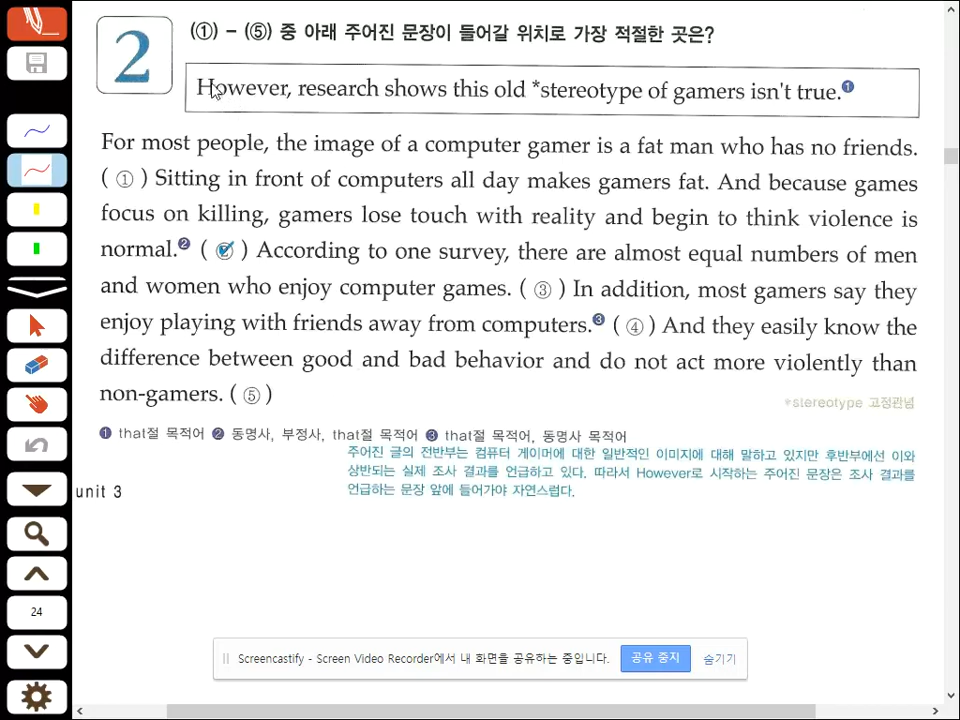 2
(①) – (⑤) 중 아래 주어진 문장이 들어갈 위치로 가장 적절한 곳은?
However, research shows this old *stereotype of gamers isn't true.❶
For most people, the image of a computer gamer is a fat man who has no friends.
( ① ) Sitting in front of computers all day makes gamers fat. And because games
focus on killing, gamers lose touch with reality and begin to think violence is
normal.❷ ( ② ) According to one survey, there are almost equal numbers of men
and women who enjoy computer games. ( ③ ) In addition, most gamers say they
enjoy playing with friends away from computers.❸ ( ④ ) And they easily know the
difference between good and bad behavior and do not act more violently than
non-gamers. ( ⑤ )
*stereotype 고정관념
❶ that절 목적어 ❷ 동명사, 부정사, that절 목적어 ❸ that절 목적어, 동명사 목적어
주어진 글의 전반부는 컴퓨터 게이머에 대한 일반적인 이미지에 대해 말하고 있지만 후반부에선 이와
상반되는 실제 조사 결과를 언급하고 있다. 따라서 However로 시작하는 주어진 문장은 조사 결과를
언급하는 문장 앞에 들어가야 자연스럽다.
unit 3
24
Screencastify - Screen Video Recorder에서 내 화면을 공유하는 중입니다. 공유 중지 숨기기